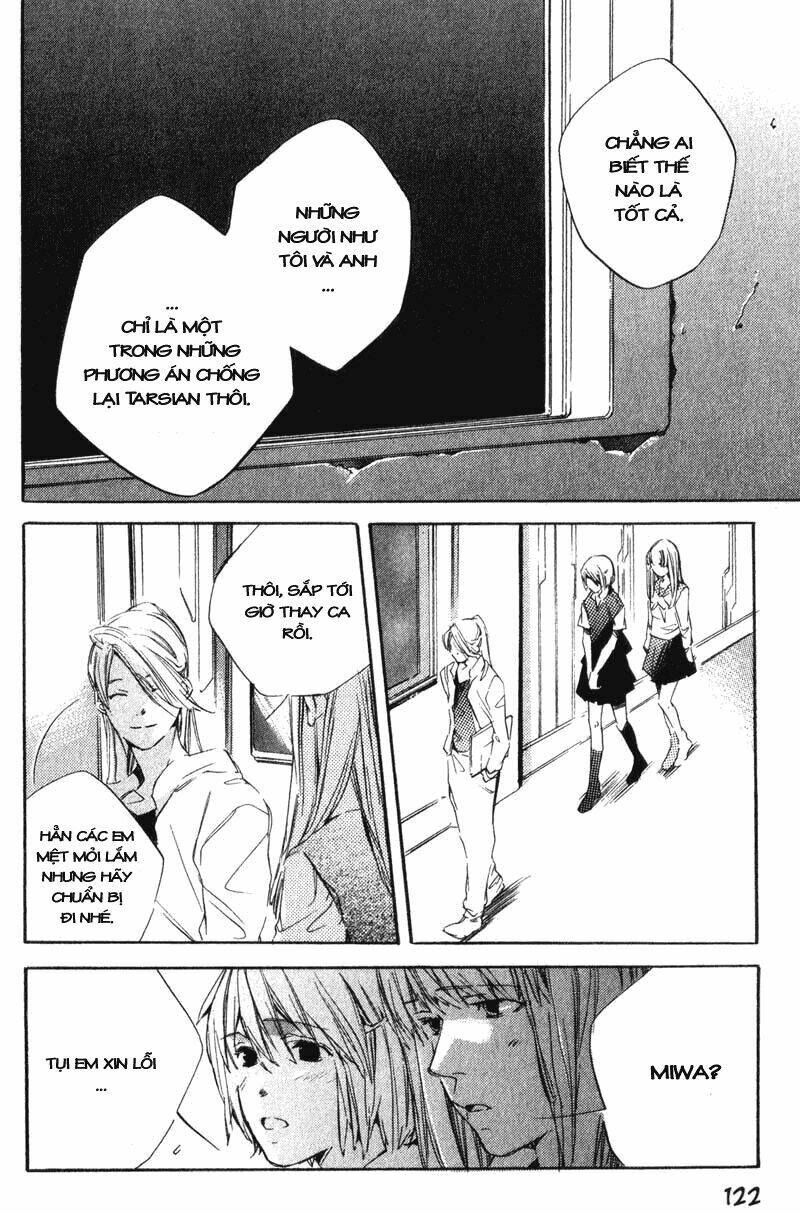 CHẲNG AI
BIẾT THẾ
NÀO LÀ
TỐT CẢ.
NHỮNG
NGƯỜI NHƯ
TÔI VÀ ANH
...
...
CHỈ LÀ MỘT
TRONG NHỮNG
PHƯƠNG ÁN CHỐNG
LẠI TARSIAN THÔI.
THÔI, SẮP TỚI
GIỜ THAY CA
RỒI.
HẲN CÁC EM
MỆT MỎI LẮM
NHƯNG HÃY
CHUẨN BỊ
ĐI NHÉ.
TỤI EM XIN LỖI
...
MIWA?
122